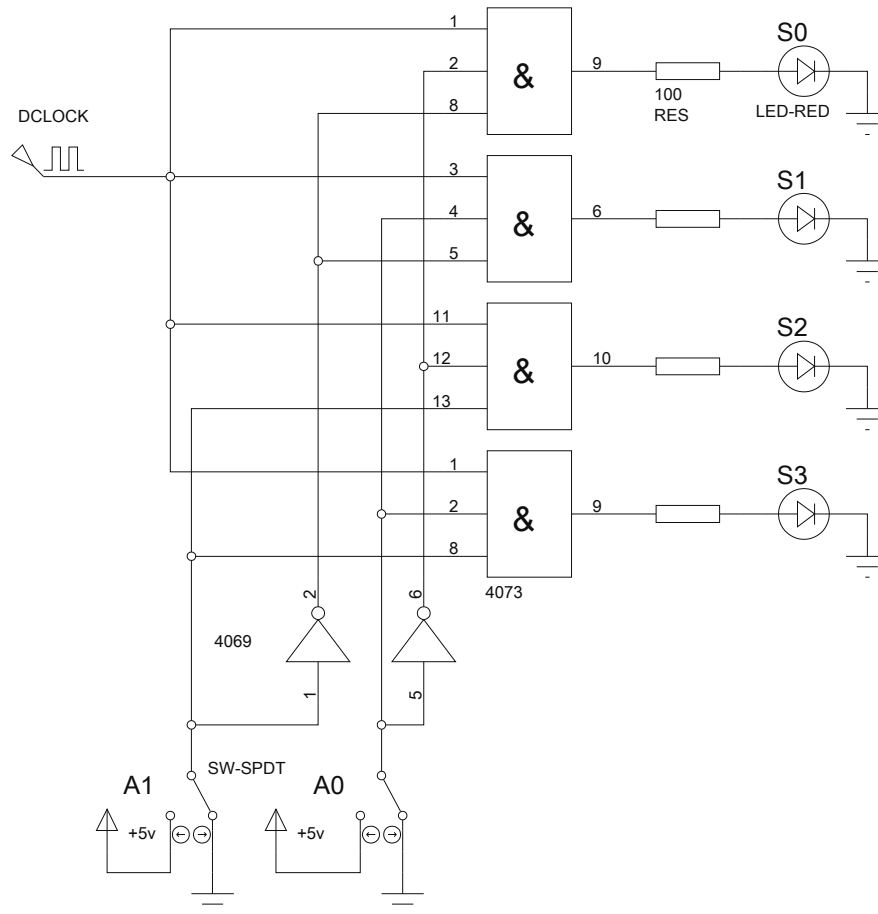 1
S0
2
9
&
100
RES
8
LED-RED
DCLOCK
3
S1
4
6
&
5
11
S2
12
10
&
13
1
S3
2
9
&
8
4073
2
6
4069
1
5
SW-SPDT
A1
A0
+5v
← →
+5v
← →